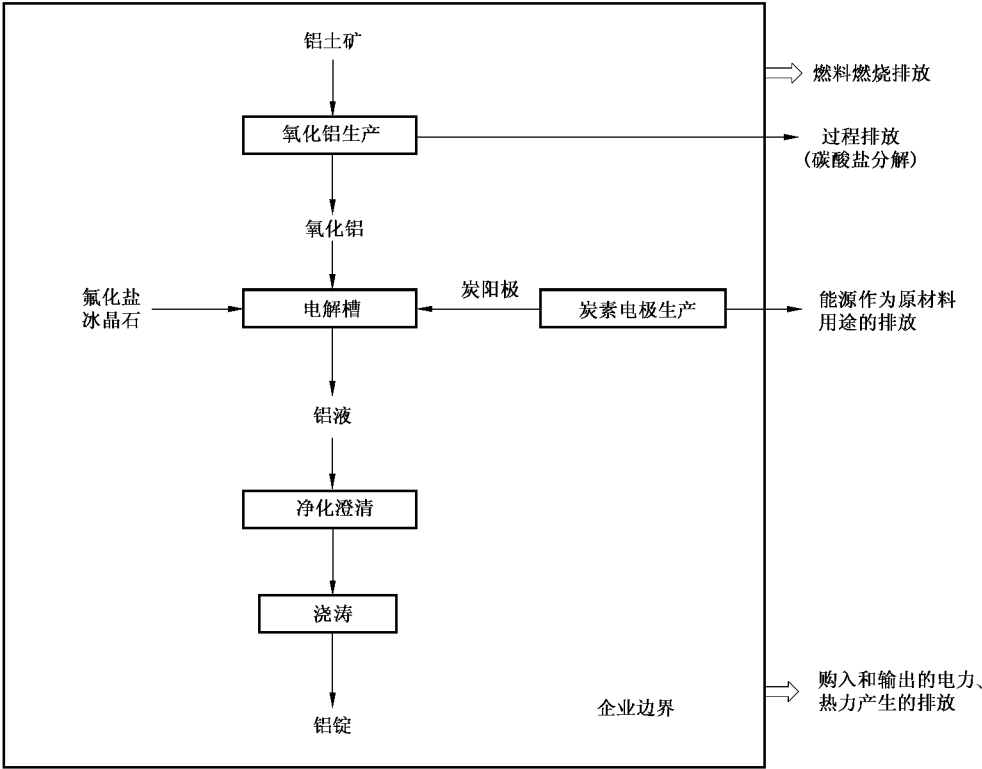 铝土矿
燃料燃烧排放
氧化铝生产
过程排放
(碳酸盐分解)
氧化铝
氟化盐
冰晶石
电解槽
炭阳极
炭素电极生产
能源作为原材料
用途的排放
铝液
净化澄清
浇涛
购入和输出的电力、
热力产生的排放
企业边界
铝锭